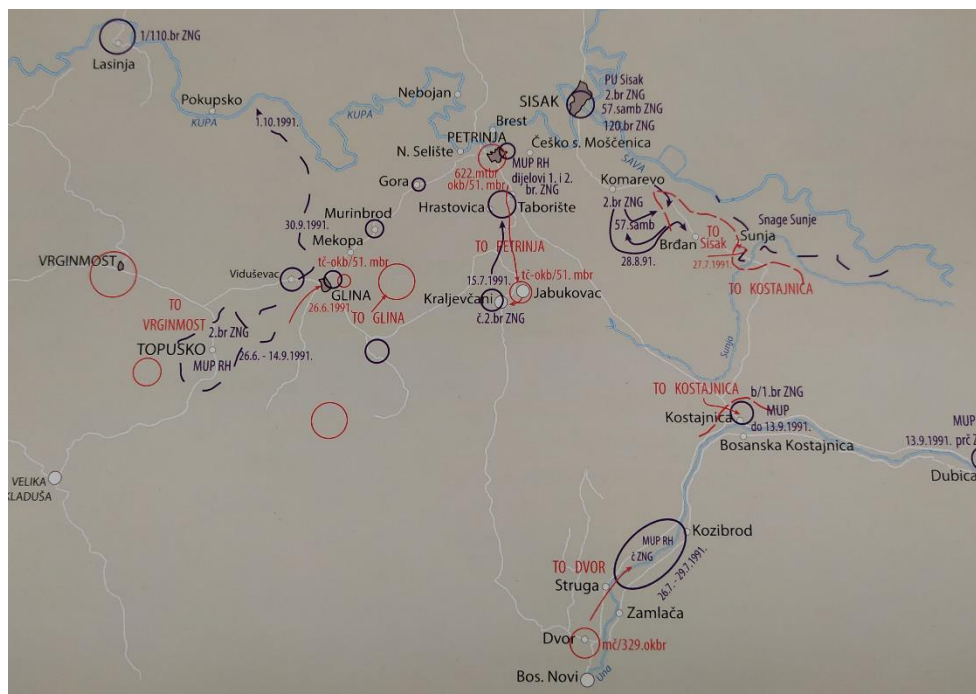 1/110.br ZNG
Lasinja
Pokupsko
KUPA
1.10.1991.
Nebojan
KUPA
Brest
SISAK
PU Sisak
2.br ZNG
57.samb ZNG
120.br ZNG
PETRINJA
N. Selište
Češko s. Moščenica
MUP RH
dijelovi 1. i 2.
br. ZNG
622.mtbr
okb/51. mbr.
SAVA
Gora
Hrastovica
Taborište
Komarevo
2.br ZNG
57.samb
Brđan
28.8.91.
TO
Sisak
27.7.1991.
Snage Sunje
Sunja
TO KOSTAJNICA
30.9.1991.
Murinbrod
Mekopa
TO PETRINJA
VRGINMOST
Viduševac
tč-okb/51. mbr.
GLINA
26.6.1991.
TO GLINA
15.7.1991.
tč-okb/51. mbr
Kraljevčani
Jabukovac
č.2.br ZNG
TO
VRGINMOST
2.br ZNG
TOPUSKO
MUP RH
26.6. - 14.9.1991.
Sunja
TO KOSTAJNICA
b/1.br ZNG
Kostajnica
MUP
do 13.9.1991.
Bosanska Kostajnica
MUP
13.9.1991. prč
Dubica
VELIKA
KLADUŠA
Kozibrod
MUP RH
č ZNG
26.7. - 29.7.1991.
TO DVOR
Struga
Zamlača
Dvor
mč/329.okbr
Bos. Novi
Una